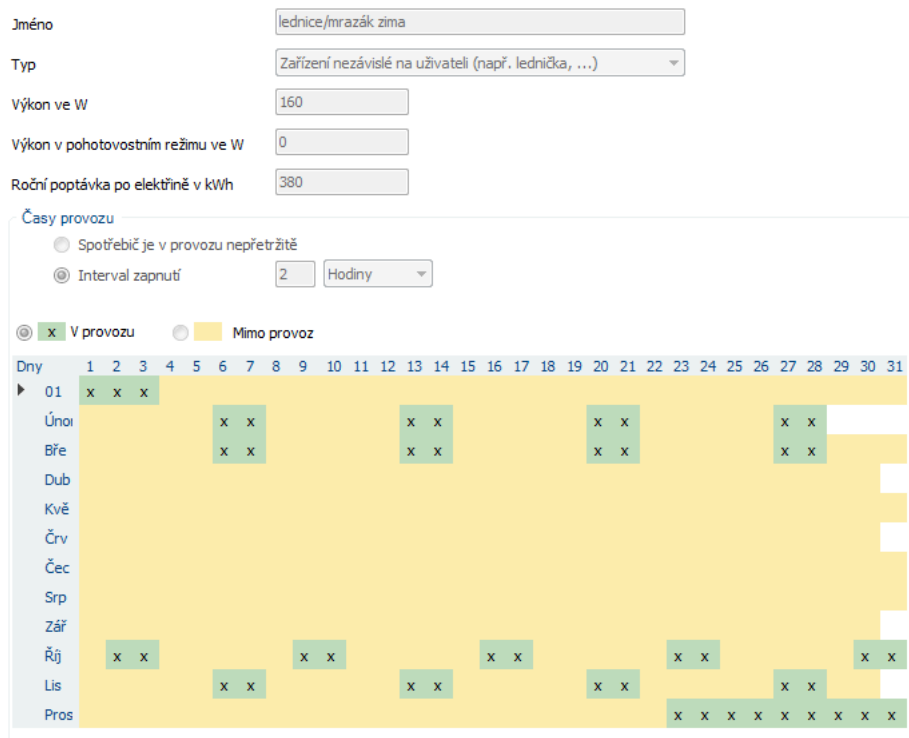 Jméno lednice/mrazák zima
Typ Zařízení nezávislé na uživateli (např. lednička, ...)
Výkon ve W 160
Výkon v pohotovostním režimu ve W 0
Roční poptávka po elektřině v kWh 380
Časy provozu
Spotřebič je v provozu nepřetržitě
Interval zapnutí 2 Hodiny
x V provozu Mimo provoz
Dny 1 2 3 4 5 6 7 8 9 10 11 12 13 14 15 16 17 18 19 20 21 22 23 24 25 26 27 28 29 30 31
01 x x x
Únor x x x x x x x x
Bře x x x x x x x x
Dub
Kvě
Črv
Čec
Srp
Zář
Říj x x x x x x x x x x
Lis x x x x x x x x
Pros x x x x x x x x x